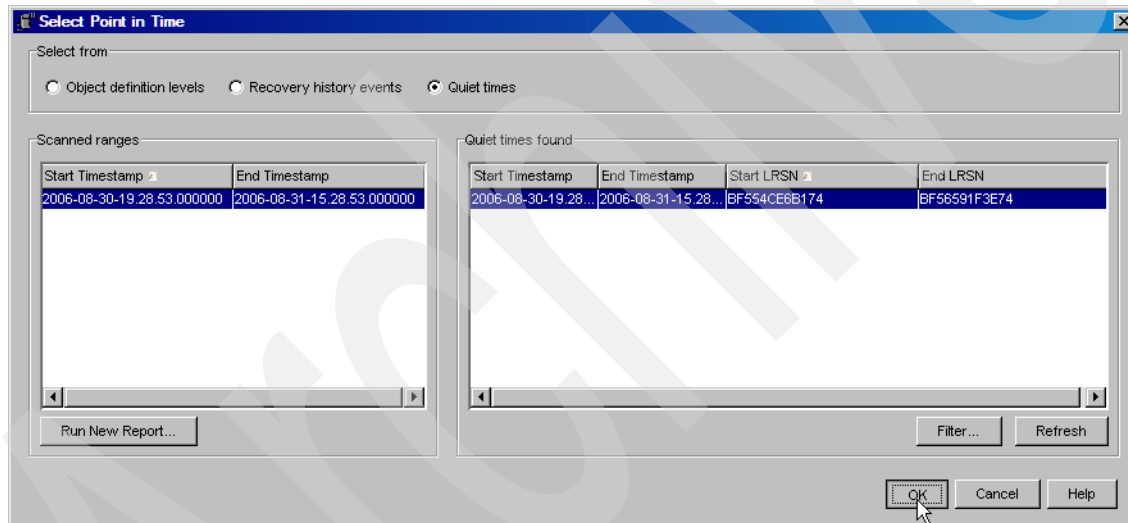 Select Point in Time
Select from
Object definition levels Recovery history events Quiet times
Scanned ranges
Start Timestamp End Timestamp
2006-08-30-19.28.53.000000 2006-08-31-15.28.53.000000
Run New Report...
Quiet times found
Start Timestamp End Timestamp Start LRSN End LRSN
2006-08-30-19.28... 2006-08-31-15.28... BF554CE6B174 BF56591F3E74
Filter... Refresh
OK Cancel Help